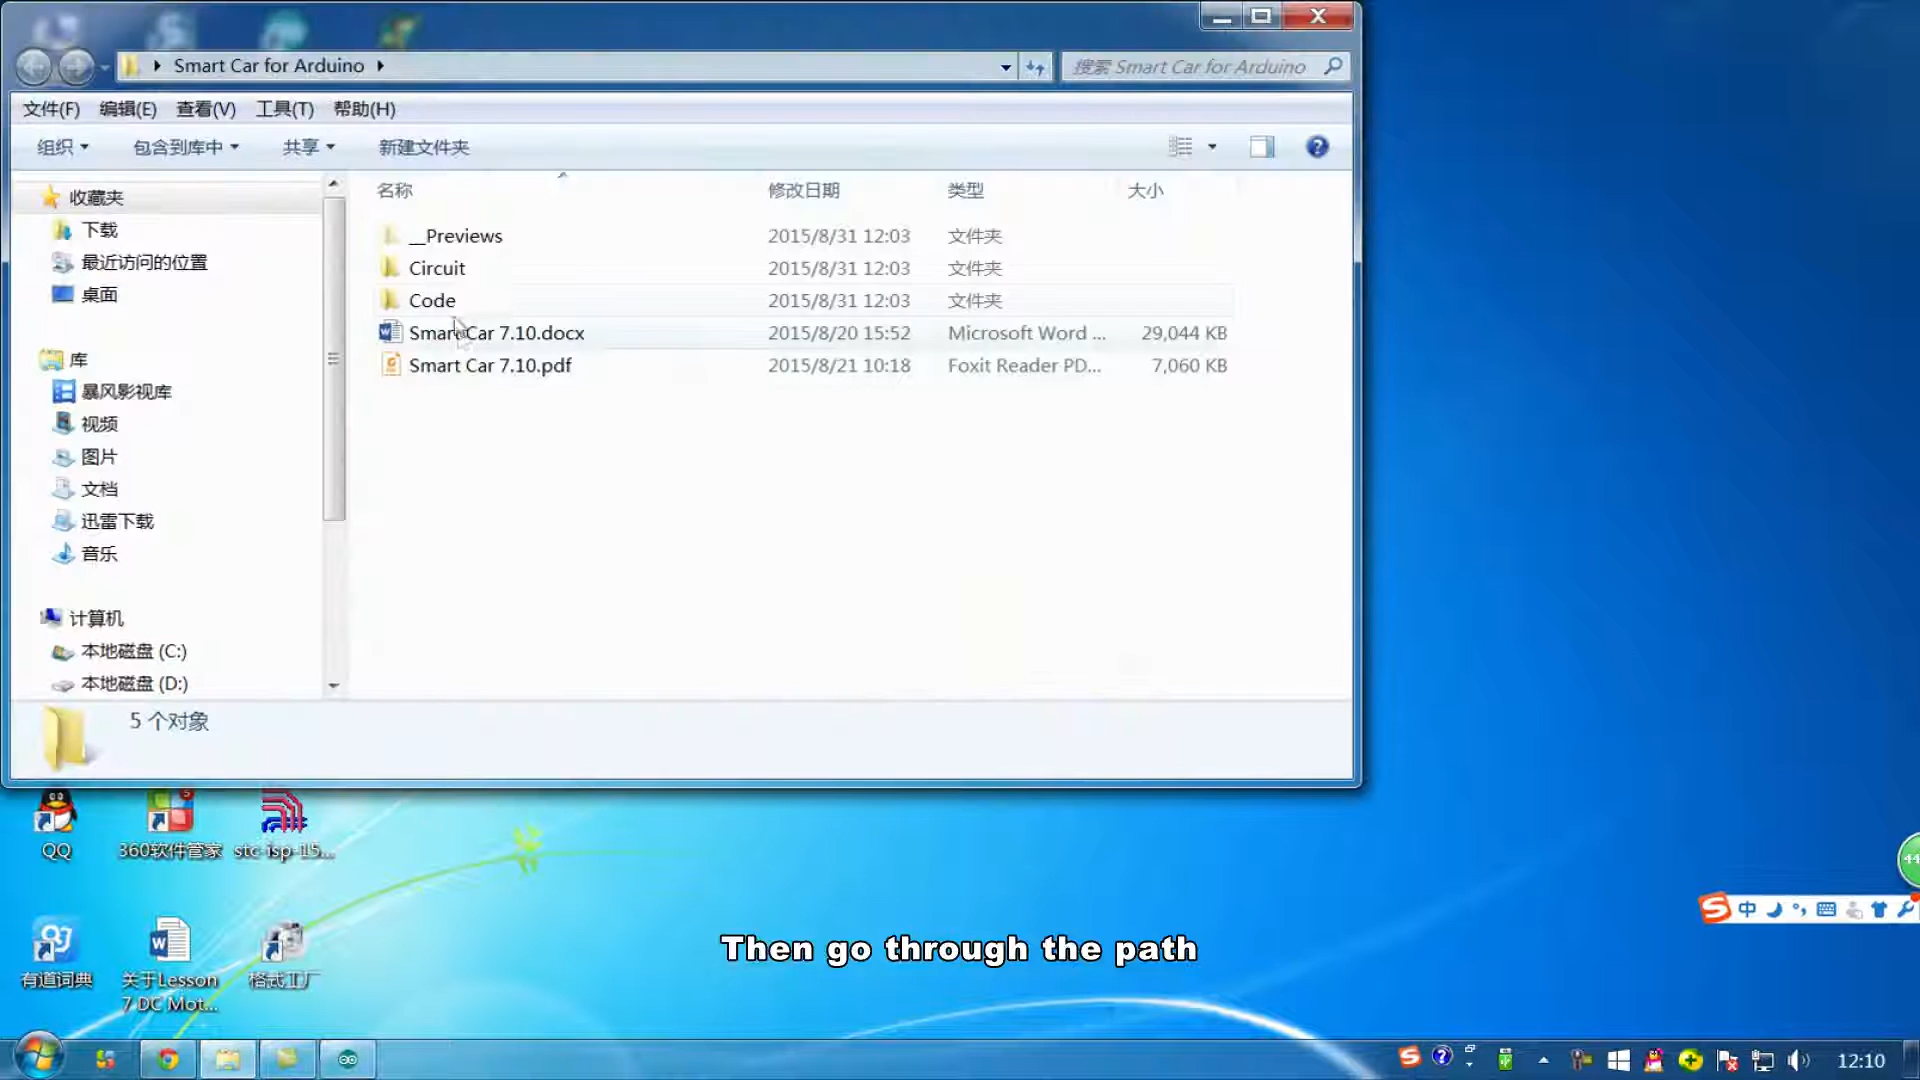 Smart Car for Arduino
搜索 Smart Car for Arduino
文件(F) 编辑(E) 查看(V) 工具(T) 帮助(H)
组织 包含到库中 共享 新建文件夹
名称 修改日期 类型 大小
__Previews 2015/8/31 12:03 文件夹
Circuit 2015/8/31 12:03 文件夹
Code 2015/8/31 12:03 文件夹
Smart Car 7.10.docx 2015/8/20 15:52 Microsoft Word ... 29,044 KB
Smart Car 7.10.pdf 2015/8/21 10:18 Foxit Reader PD... 7,060 KB
收藏夹
下载
最近访问的位置
桌面
库
暴风影视库
视频
图片
文档
迅雷下载
音乐
计算机
本地磁盘 (C:)
本地磁盘 (D:)
5 个对象
QQ
360软件管家
stc-isp-15...
有道词典
关于Lesson
7 DC Mot...
格式工厂
44
中
Then go through the path
12:10